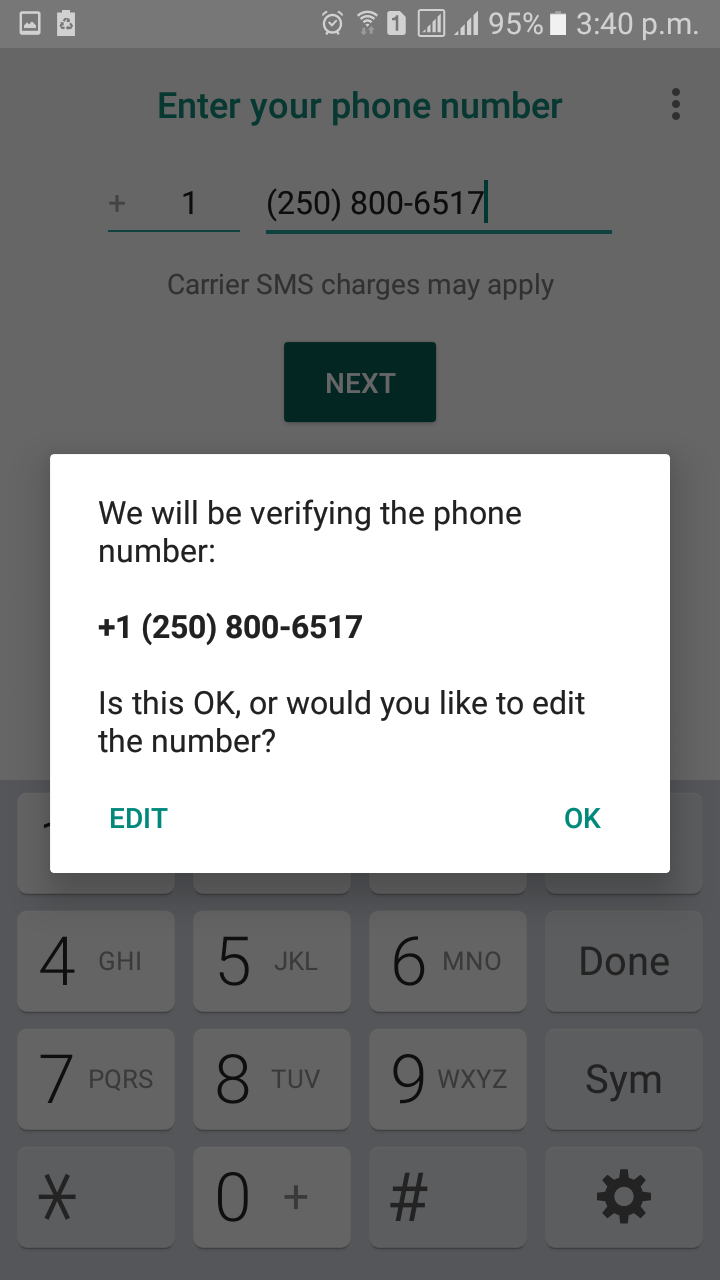 1 95% 3:40 p.m.
Enter your phone number
+ 1 (250) 800-6517
Carrier SMS charges may apply
NEXT
We will be verifying the phone
number:
+1 (250) 800-6517
Is this OK, or would you like to edit
the number?
EDIT OK
4 GHI 5 JKL 6 MNO Done
7 PQRS 8 TUV 9 WXYZ Sym
* 0 + #